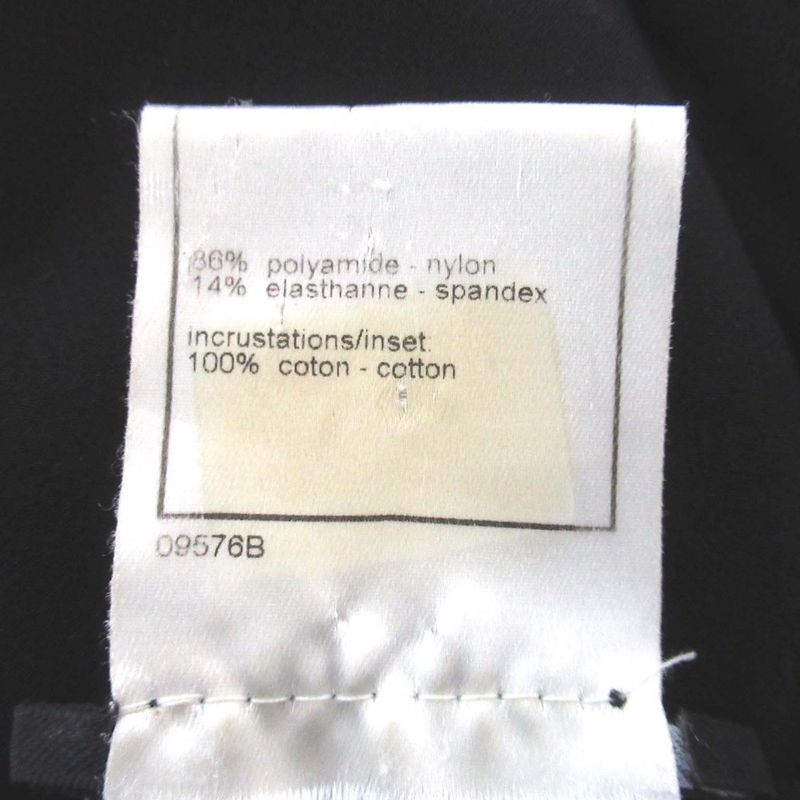 86% polyamide - nylon
14% elasthanne - spandex
incrustations/inset:
100% coton - cotton
09576B